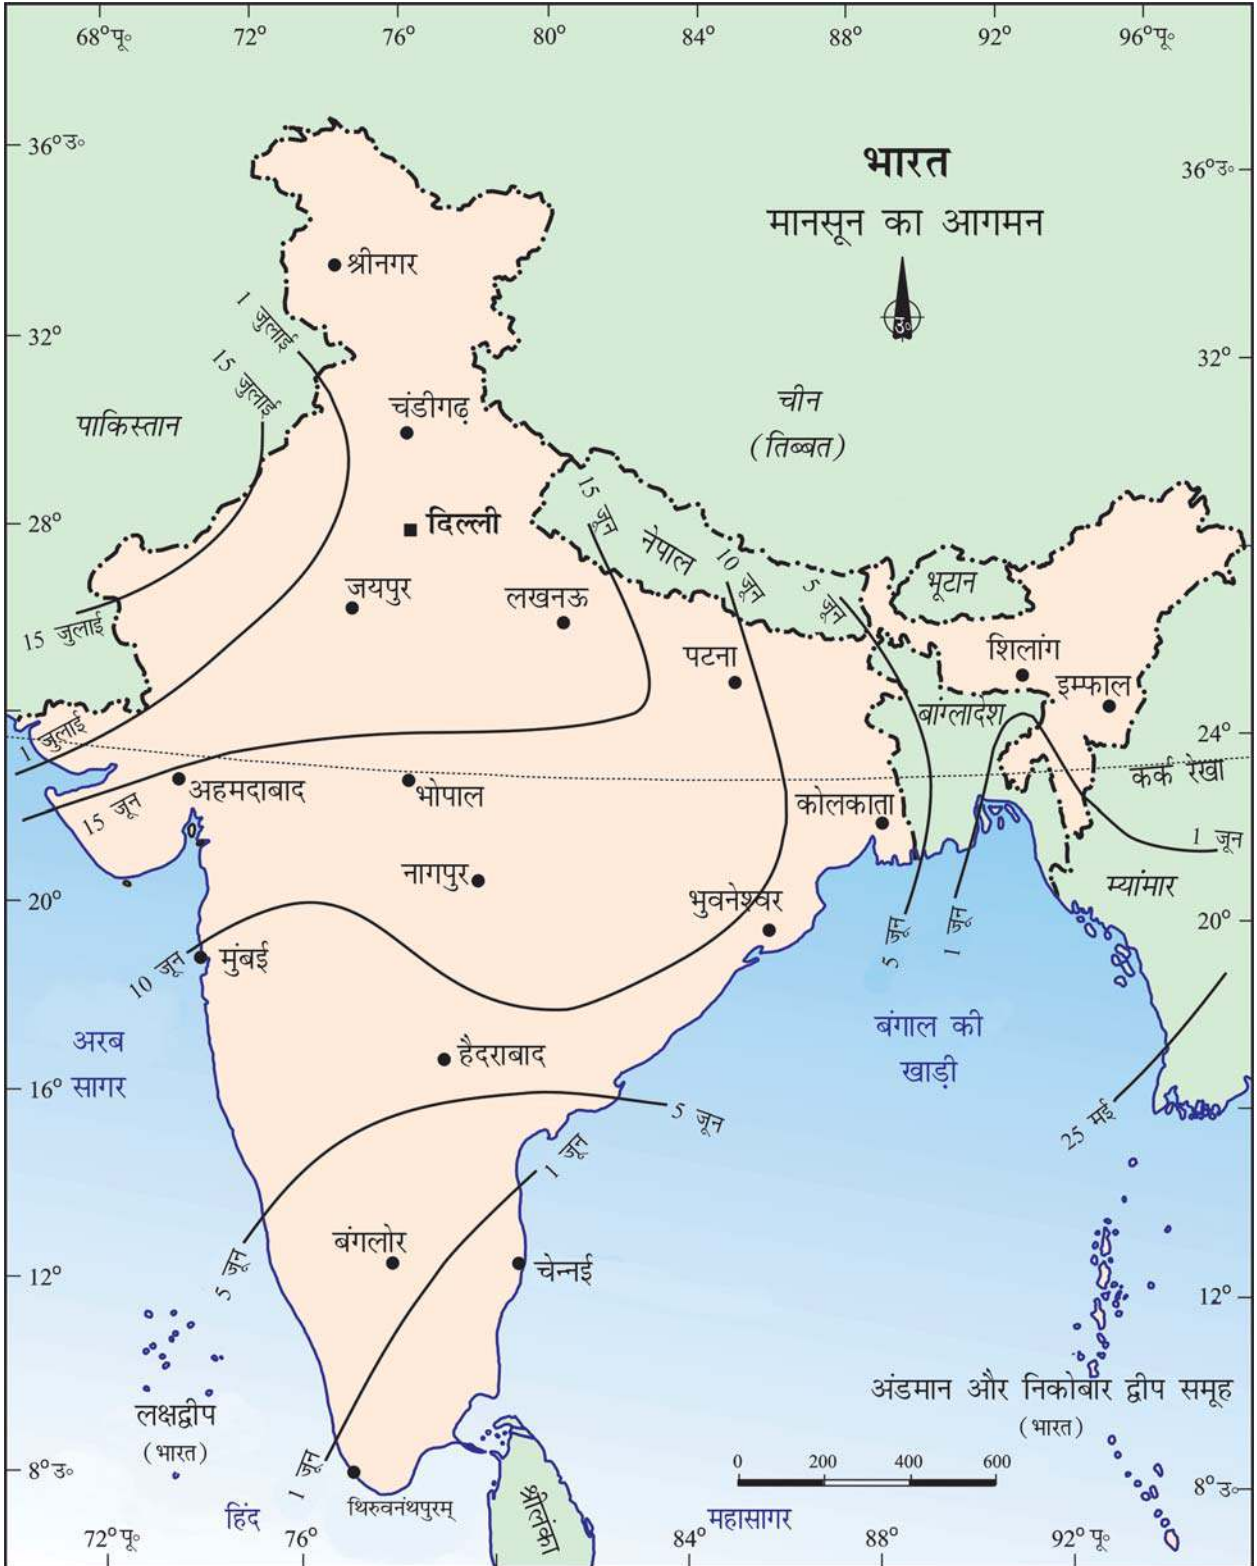 68°पू॰ 72° 76° 80° 84° 88° 92° 96°पू॰
36°उ॰
भारत
36°उ॰
मानसून का आगमन
श्रीनगर
उ॰
1 जुलाई
32°
32°
15 जुलाई
चंडीगढ़
चीन
पाकिस्तान
(तिब्बत)
15 जून
28°
दिल्ली
नेपाल
10 जून
5 जून
भूटान
जयपुर
लखनऊ
15 जुलाई
पटना
शिलांग
इम्फाल
बांग्लादेश
1 जुलाई
24°
कर्क रेखा
अहमदाबाद
भोपाल
कोलकाता
15 जून
1 जून
नागपुर
म्यांमार
20°
भुवनेश्वर
20°
5 जून
1 जून
10 जून
मुंबई
अरब
सागर
बंगाल की
खाड़ी
हैदराबाद
16°
5 जून
25 मई
1 जून
बंगलोर
5 जून
चेन्नई
12°
12°
लक्षद्वीप
(भारत)
अंडमान और निकोबार द्वीप समूह
(भारत)
0 200 400 600
8°उ॰
1 जून
8°उ॰
थिरुवनंथपुरम्
श्रीलंका
हिंद
महासागर
72°पू॰ 76° 84° 88° 92°पू॰